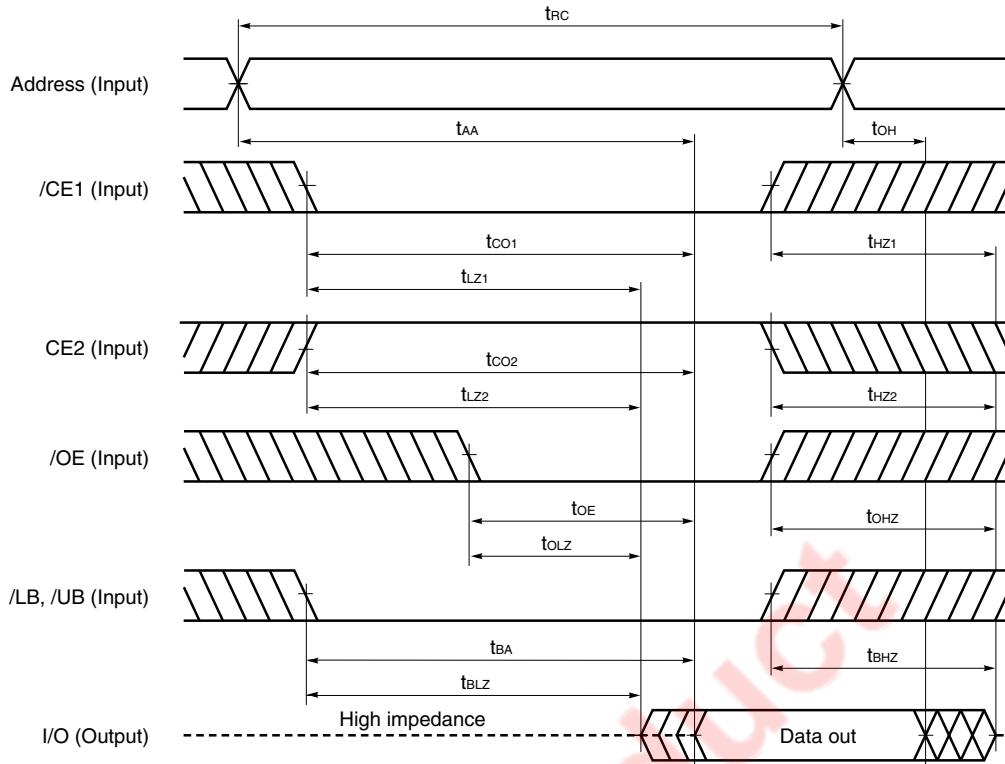 tRC
Address (Input)
tAA
tOH
/CE1 (Input)
tCO1
tHZ1
tLZ1
CE2 (Input)
tCO2
tLZ2
tHZ2
/OE (Input)
tOE
tOHZ
tOLZ
/LB, /UB (Input)
tBA
tBHZ
tBLZ
High impedance
I/O (Output)
Data out
duct